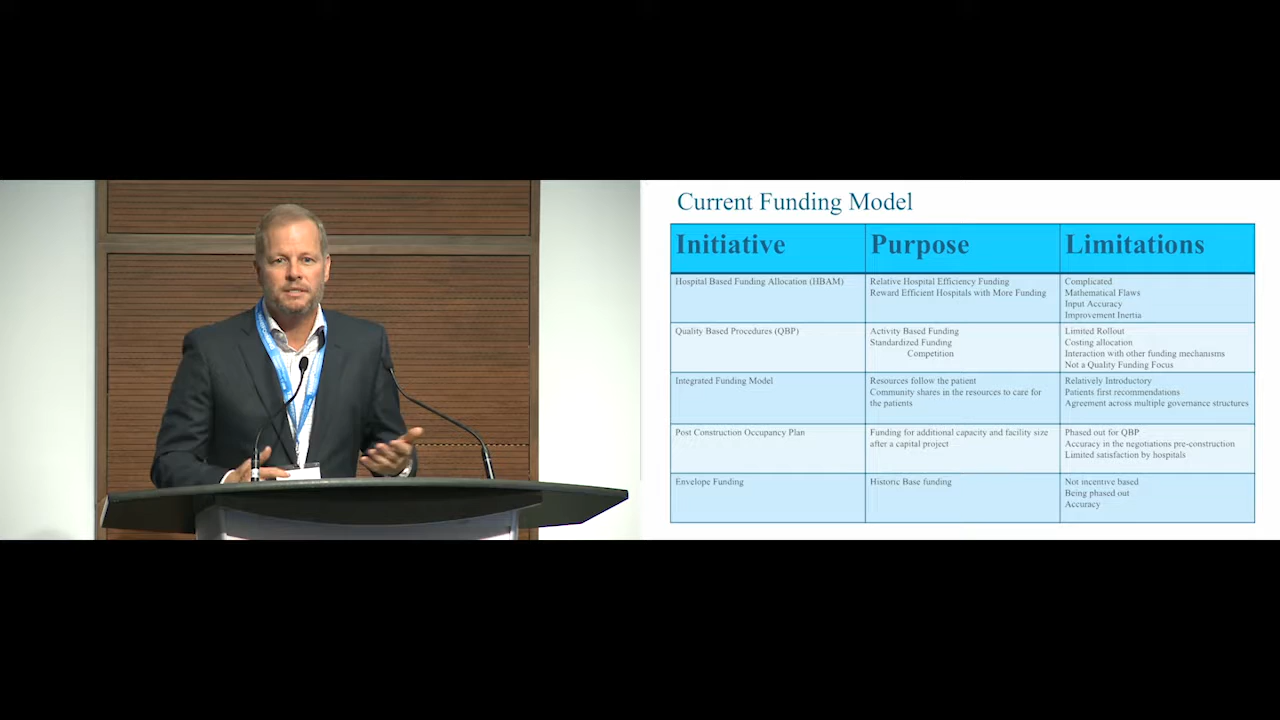 Current Funding Model
Initiative
Purpose
Limitations
Hospital Based Funding Allocation (HBAM)
Relative Hospital Efficiency Funding
Reward Efficient Hospitals with More Funding
Complicated
Mathematical Flaws
Input Accuracy
Improvement Inertia
Quality Based Procedures (QBP)
Activity Based Funding
Standardized Funding
Competition
Limited Rollout
Costing allocation
Interaction with other funding mechanisms
Not a Quality Funding Focus
Integrated Funding Model
Resources follow the patient
Community shares in the resources to care for
the patients
Relatively Introductory
Patients first recommendations
Agreement across multiple governance structures
Post Construction Occupancy Plan
Funding for additional capacity and facility size
after a capital project
Phased out for QBP
Accuracy in the negotiations pre-construction
Limited satisfaction by hospitals
Envelope Funding
Historic Base funding
Not incentive based
Being phased out
Accuracy